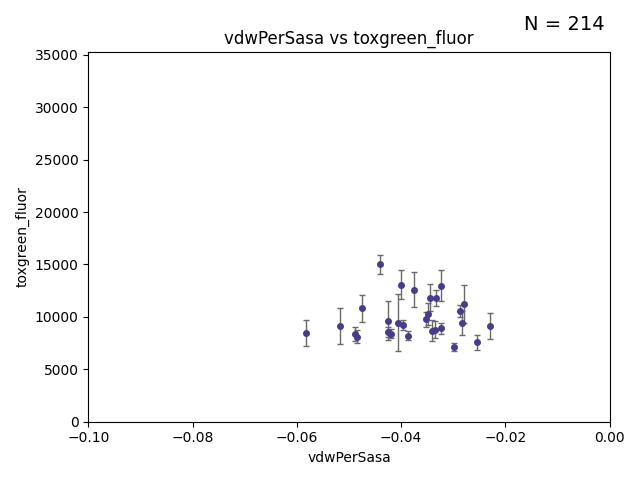 N = 214
vdwPerSasa vs toxgreen_fluor
35000
30000
25000
20000
15000
10000
5000
0
toxgreen_fluor
−0.10 −0.08 −0.06 −0.04 −0.02 0.00
vdwPerSasa